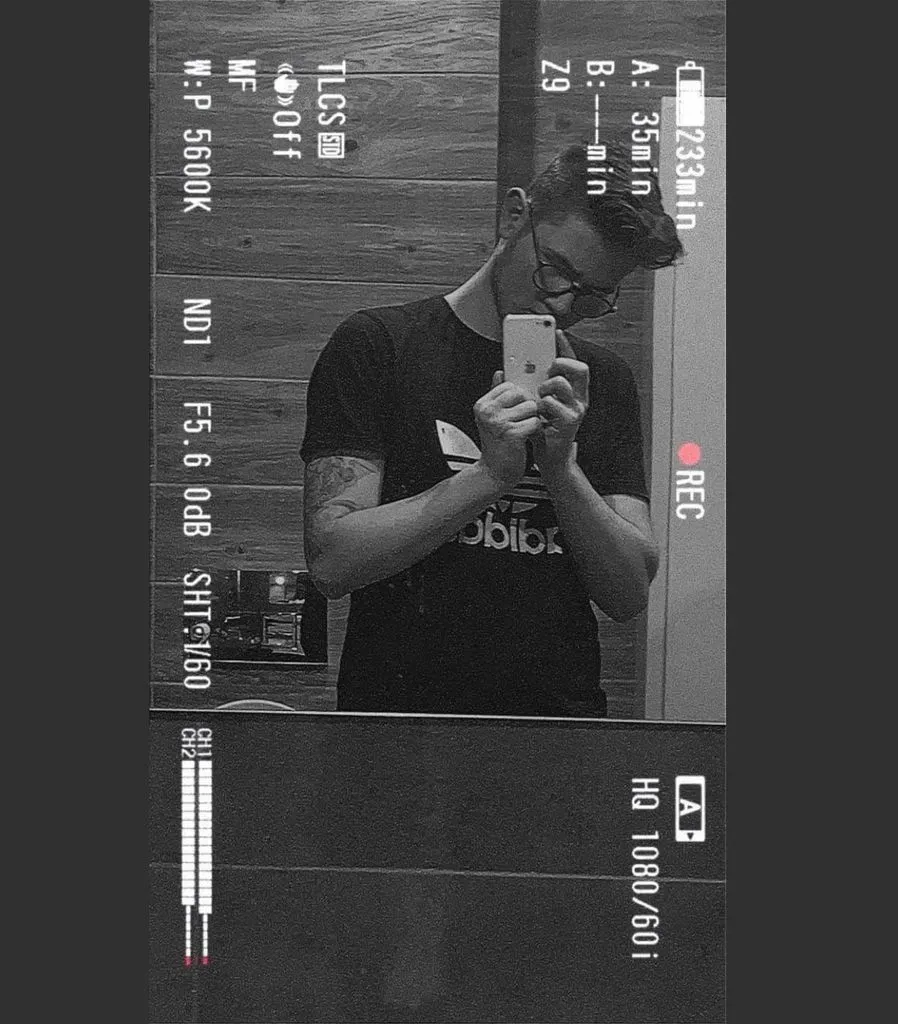 233min
REC
A
A: 35min
HQ 1080/60i
B:----min
Z9
TLCS STD
Off
MF
W:P 5600K ND1 F5.6 0dB SHT:1/60
CH1
CH2
adidas